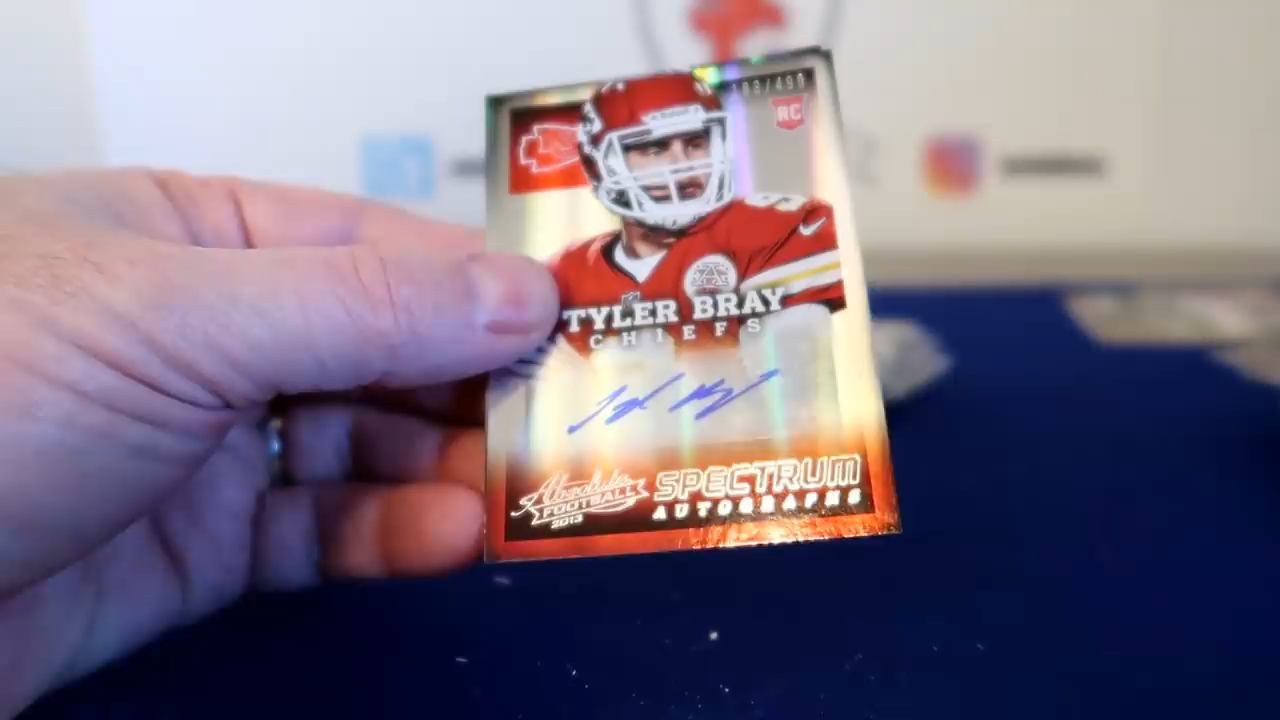 RC
TYLER BRAY
CHIEFS
Absolute
FOOTBALL
2013
SPECTRUM
AUTOGRAPHS